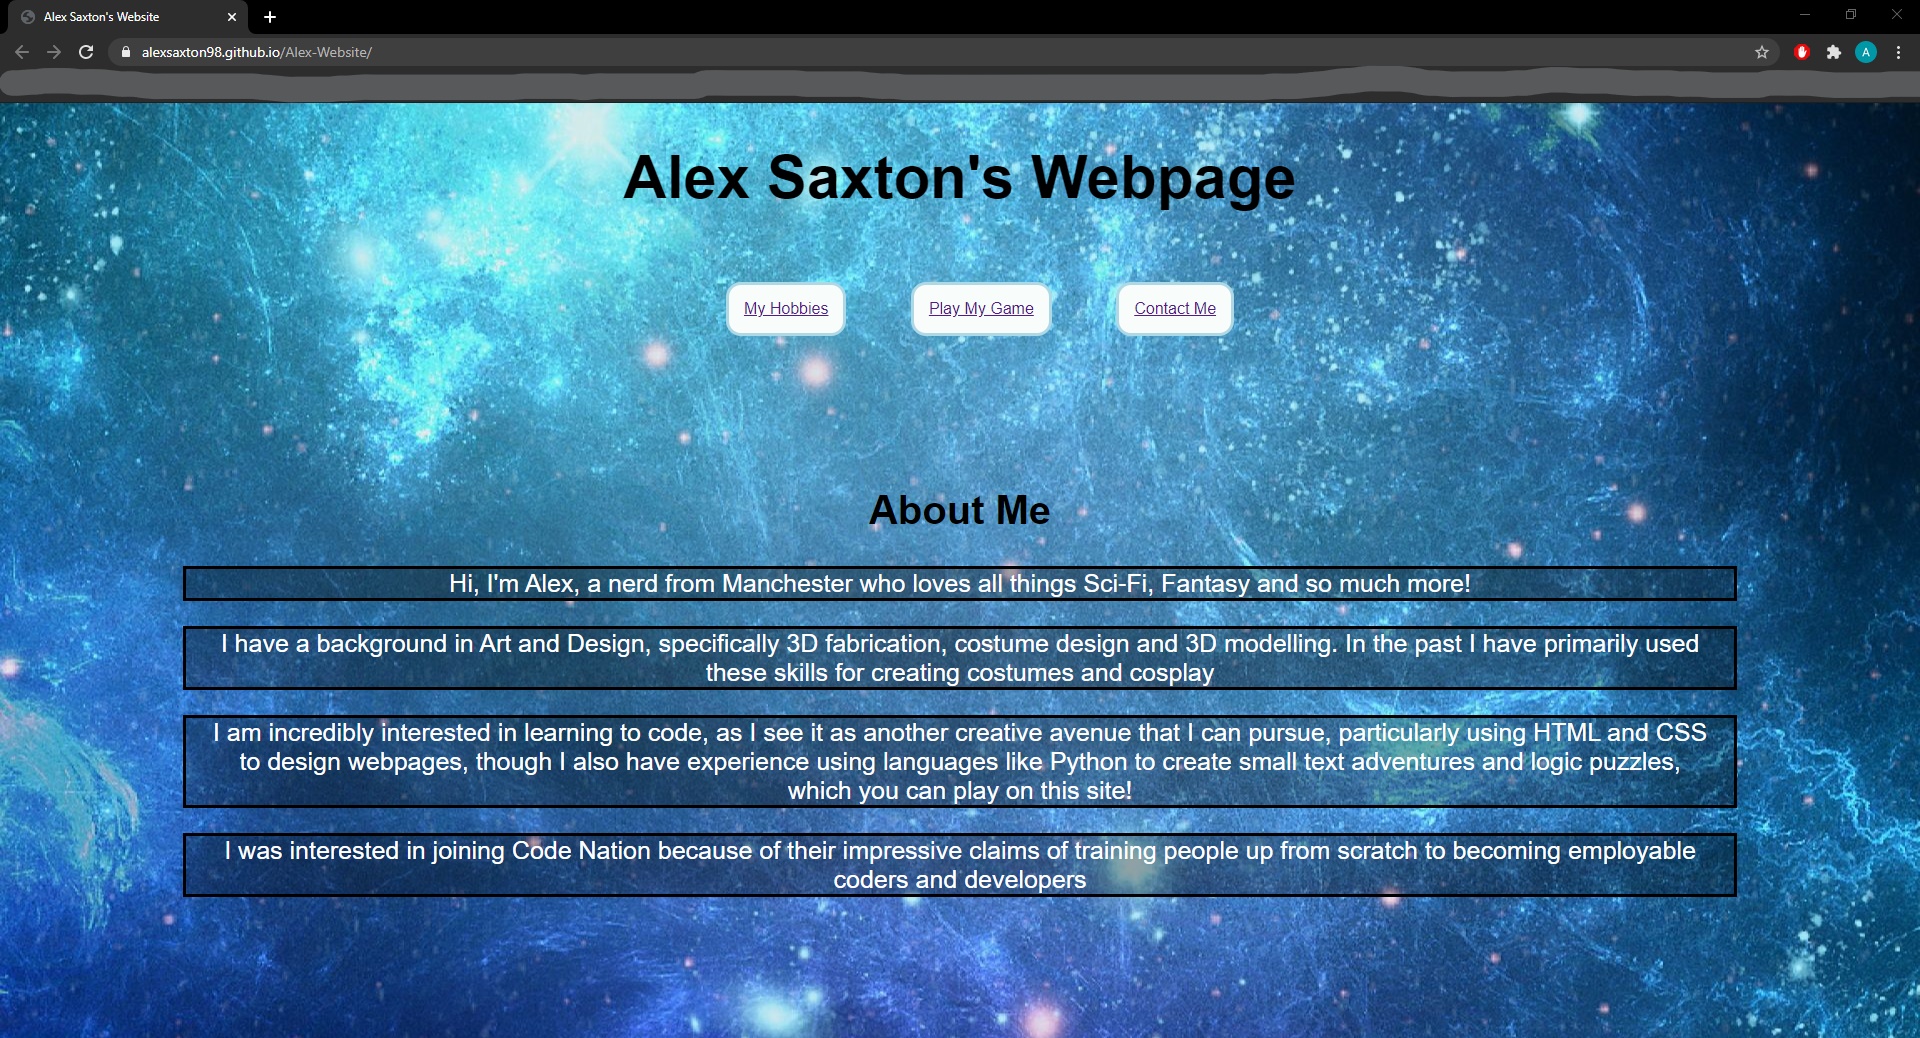 Alex Saxton's Website
alexsaxton98.github.io/Alex-Website/
A
Alex Saxton's Webpage
My Hobbies
Play My Game
Contact Me
About Me
Hi, I'm Alex, a nerd from Manchester who loves all things Sci-Fi, Fantasy and so much more!
I have a background in Art and Design, specifically 3D fabrication, costume design and 3D modelling. In the past I have primarily used
these skills for creating costumes and cosplay
I am incredibly interested in learning to code, as I see it as another creative avenue that I can pursue, particularly using HTML and CSS
to design webpages, though I also have experience using languages like Python to create small text adventures and logic puzzles,
which you can play on this site!
I was interested in joining Code Nation because of their impressive claims of training people up from scratch to becoming employable
coders and developers